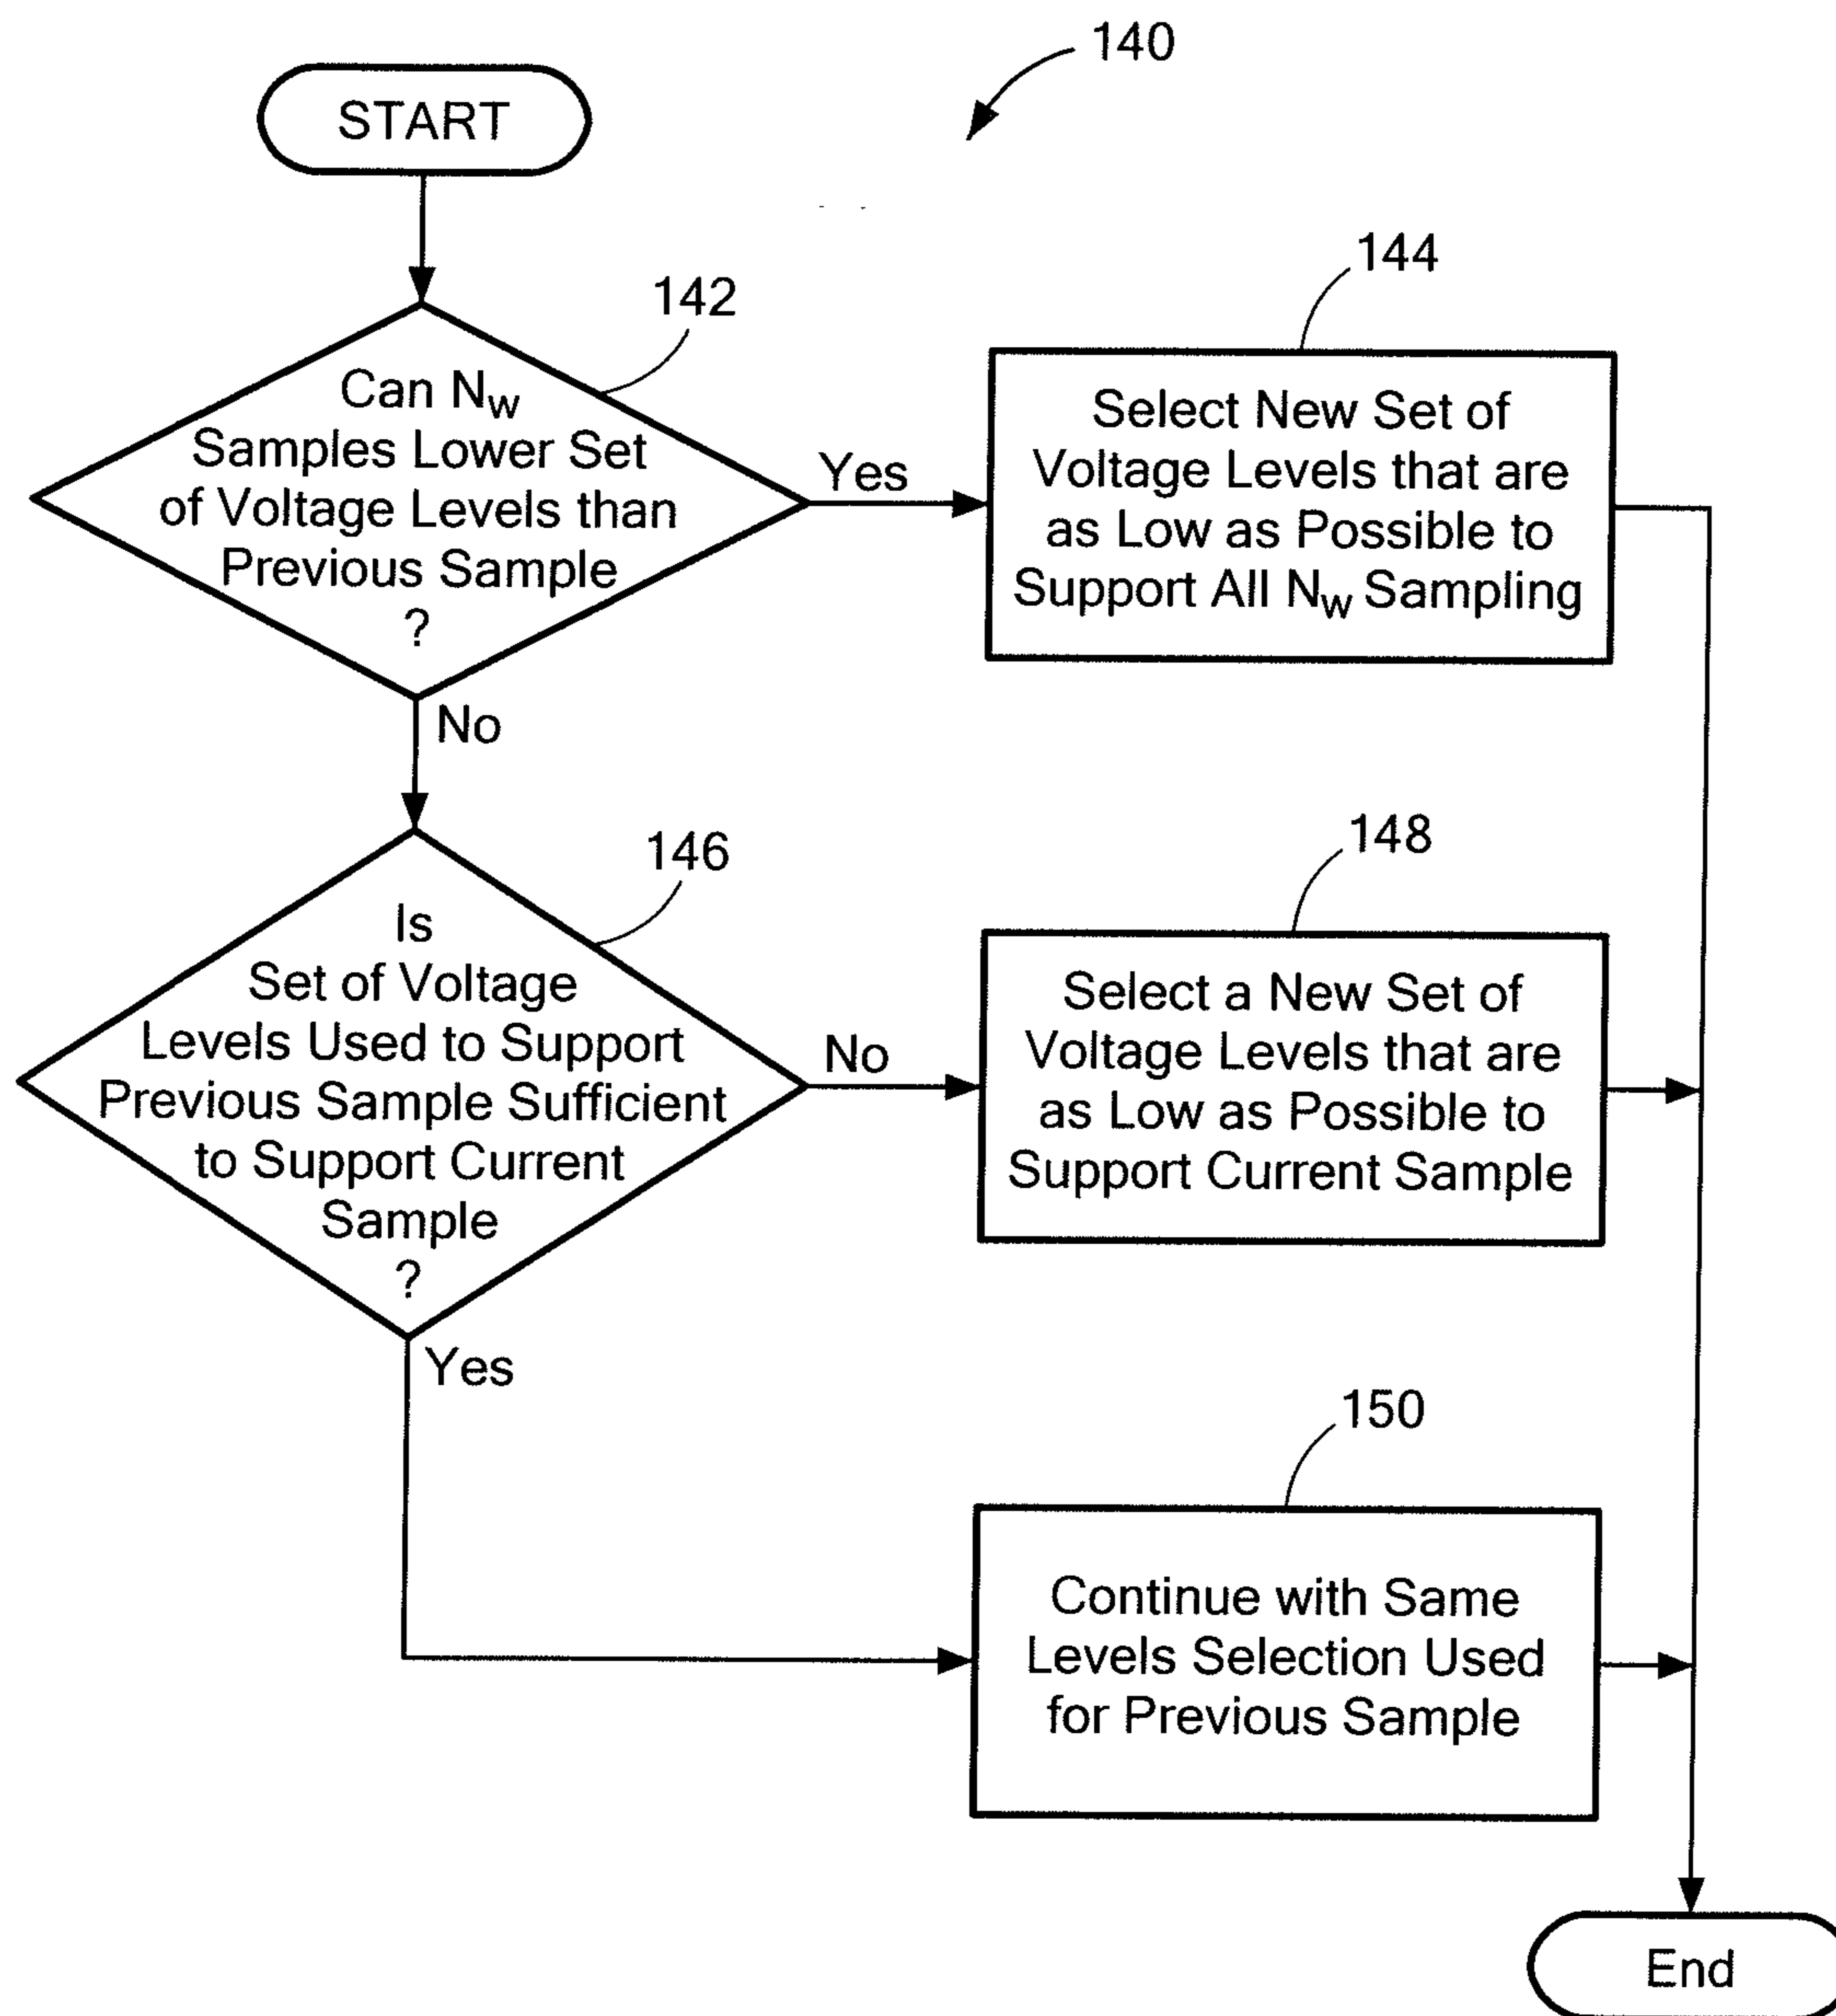 140
START
142
Can NW
Samples Lower Set
of Voltage Levels than
Previous Sample
?
Yes
144
Select New Set of
Voltage Levels that are
as Low as Possible to
Support All NW Sampling
No
146
Is
Set of Voltage
Levels Used to Support
Previous Sample Sufficient
to Support Current
Sample
?
No
148
Select a New Set of
Voltage Levels that are
as Low as Possible to
Support Current Sample
Yes
150
Continue with Same
Levels Selection Used
for Previous Sample
End